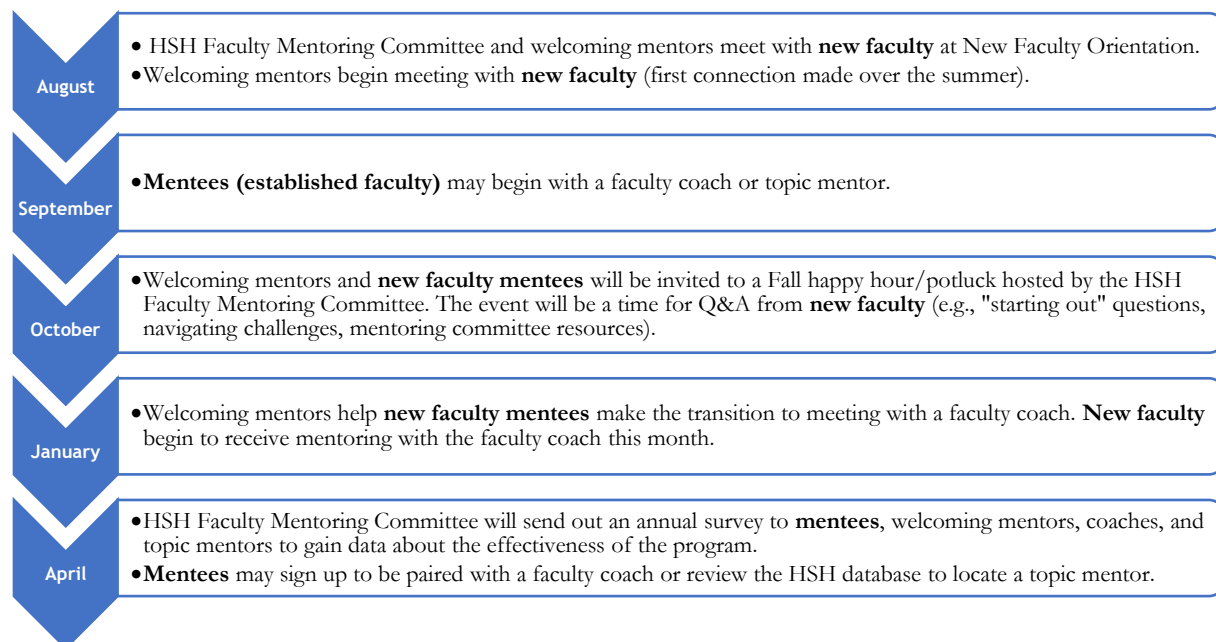 August
• HSH Faculty Mentoring Committee and welcoming mentors meet with new faculty at New Faculty Orientation.
•Welcoming mentors begin meeting with new faculty (first connection made over the summer).
September
•Mentees (established faculty) may begin with a faculty coach or topic mentor.
October
•Welcoming mentors and new faculty mentees will be invited to a Fall happy hour/potluck hosted by the HSH
Faculty Mentoring Committee. The event will be a time for Q&A from new faculty (e.g., "starting out" questions,
navigating challenges, mentoring committee resources).
January
•Welcoming mentors help new faculty mentees make the transition to meeting with a faculty coach. New faculty
begin to receive mentoring with the faculty coach this month.
April
•HSH Faculty Mentoring Committee will send out an annual survey to mentees, welcoming mentors, coaches, and
topic mentors to gain data about the effectiveness of the program.
•Mentees may sign up to be paired with a faculty coach or review the HSH database to locate a topic mentor.